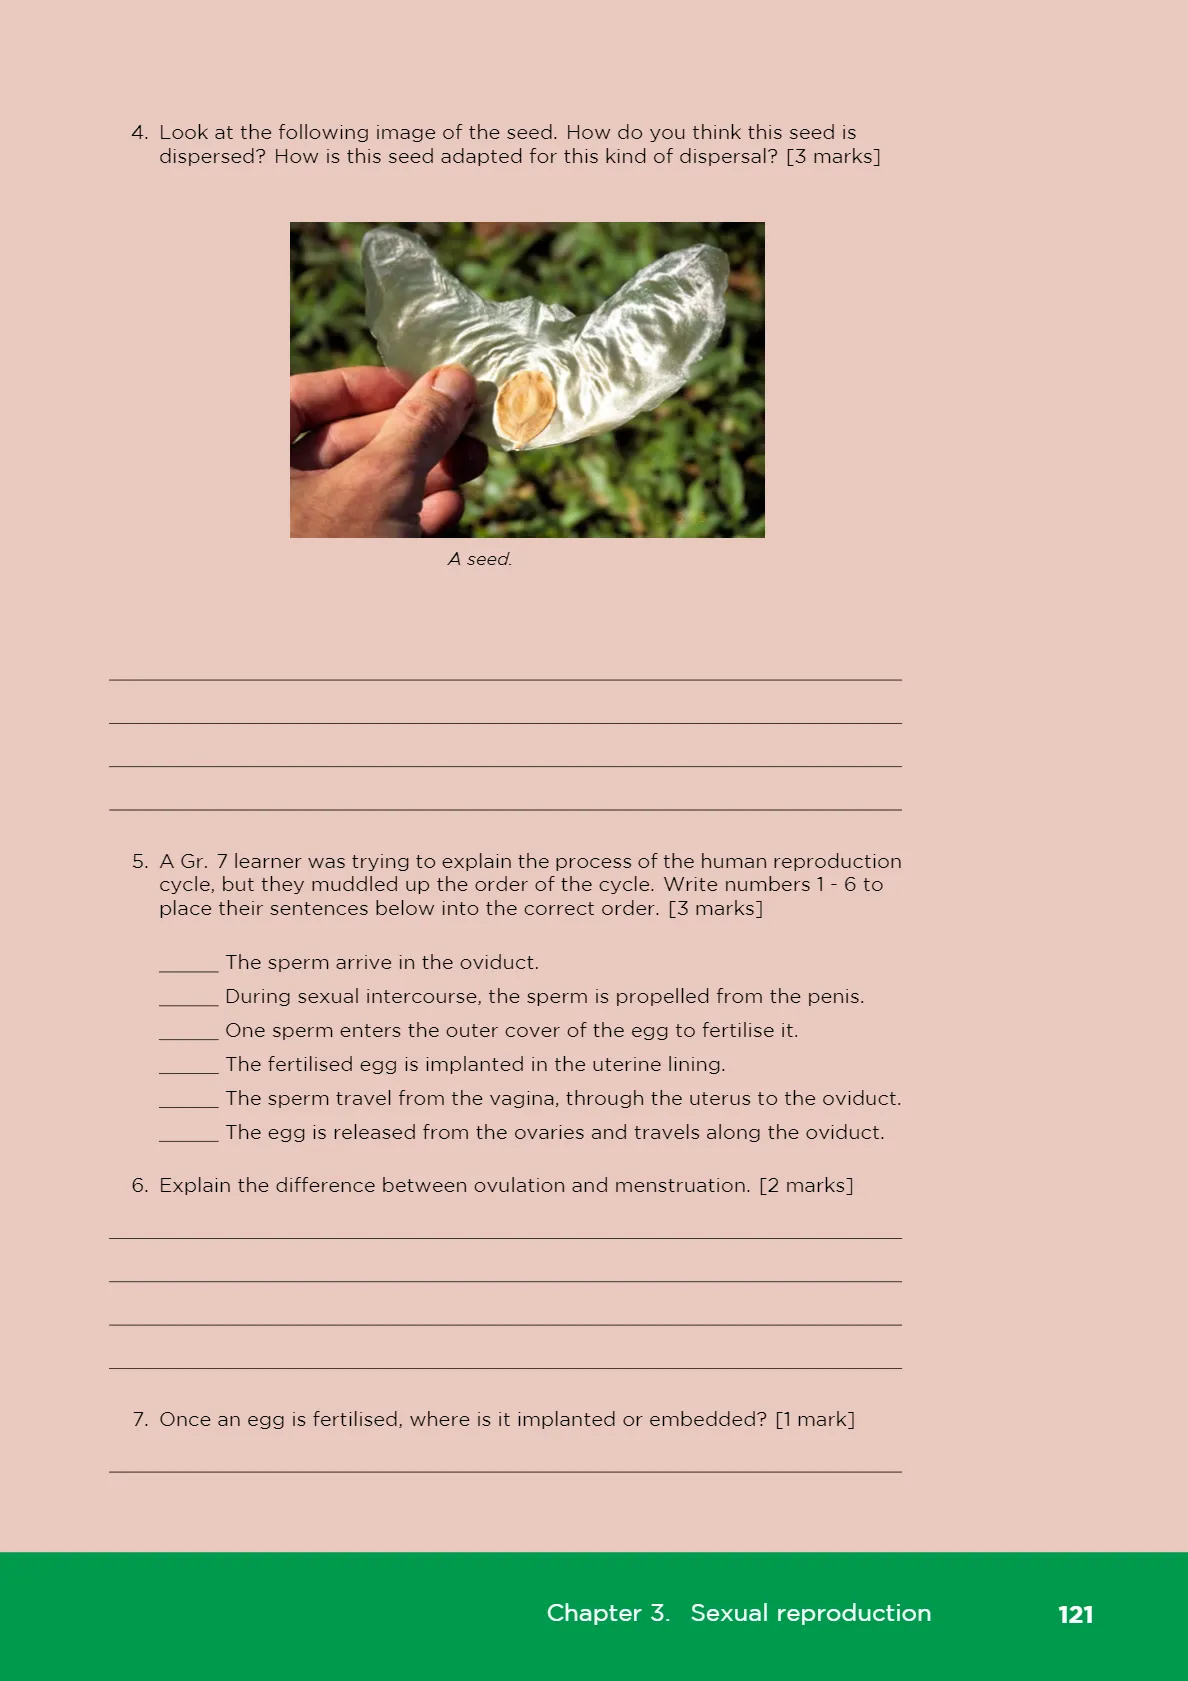 4. Look at the following image of the seed. How do you think this seed is
dispersed? How is this seed adapted for this kind of dispersal? [3 marks]
A seed.
5. A Gr. 7 learner was trying to explain the process of the human reproduction
cycle, but they muddled up the order of the cycle. Write numbers 1 - 6 to
place their sentences below into the correct order. [3 marks]
______ The sperm arrive in the oviduct.
______ During sexual intercourse, the sperm is propelled from the penis.
______ One sperm enters the outer cover of the egg to fertilise it.
______ The fertilised egg is implanted in the uterine lining.
______ The sperm travel from the vagina, through the uterus to the oviduct.
______ The egg is released from the ovaries and travels along the oviduct.
6. Explain the difference between ovulation and menstruation. [2 marks]
7. Once an egg is fertilised, where is it implanted or embedded? [1 mark]
Chapter 3. Sexual reproduction 121